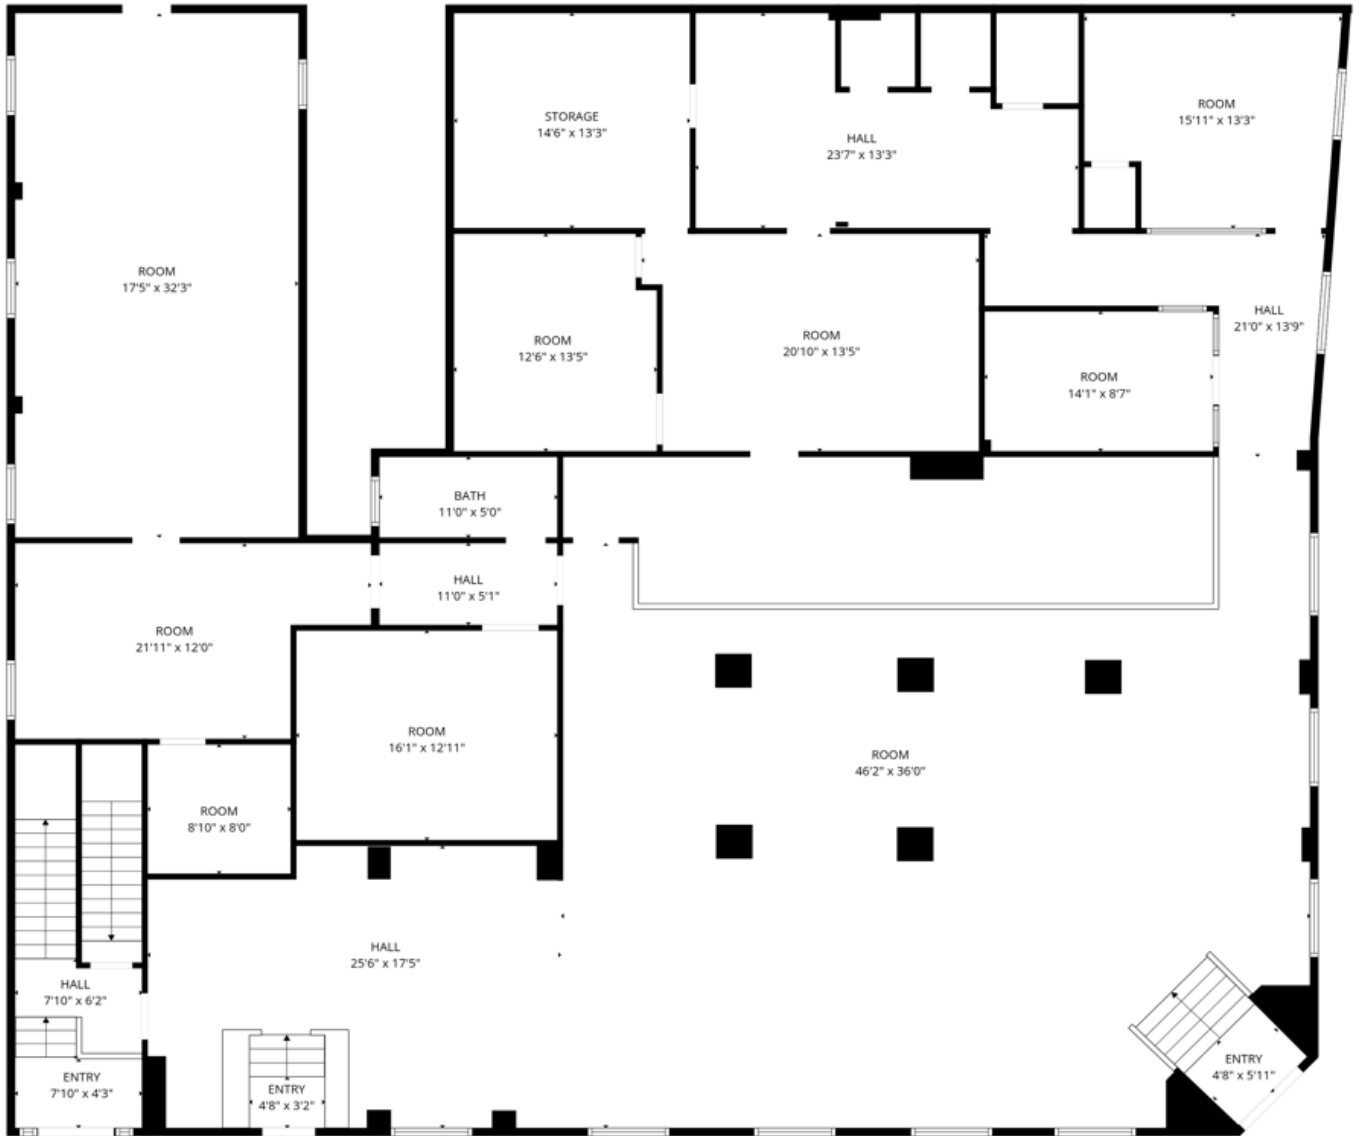 STORAGE
14'6" x 13'3"
HALL
23'7" x 13'3"
ROOM
15'11" x 13'3"
ROOM
17'5" x 32'3"
ROOM
12'6" x 13'5"
ROOM
20'10" x 13'5"
HALL
21'0" x 13'9"
ROOM
14'1" x 8'7"
BATH
11'0" x 5'0"
HALL
11'0" x 5'1"
ROOM
21'11" x 12'0"
ROOM
16'1" x 12'11"
ROOM
46'2" x 36'0"
ROOM
8'10" x 8'0"
HALL
25'6" x 17'5"
HALL
7'10" x 6'2"
ENTRY
7'10" x 4'3"
ENTRY
4'8" x 3'2"
ENTRY
4'8" x 5'11"